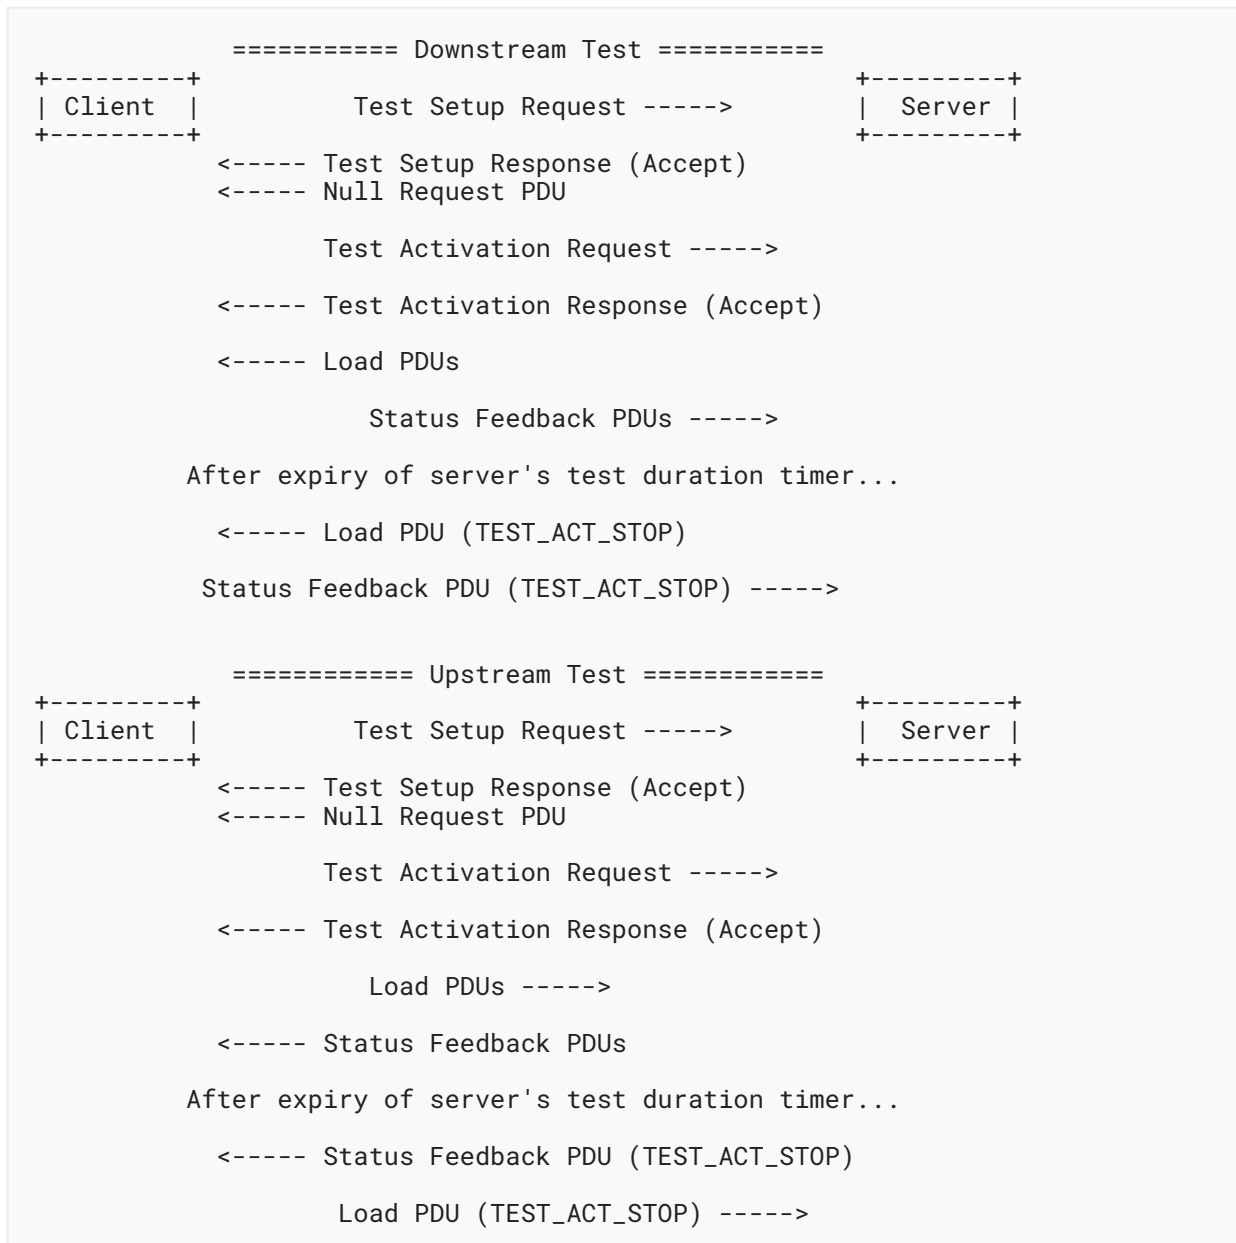 =========== Downstream Test ===========
+---------+                                           +---------+
| Client  |          Test Setup Request ----->        |  Server |
+---------+                                           +---------+
            <----- Test Setup Response (Accept)
            <----- Null Request PDU
                   Test Activation Request ----->
            <----- Test Activation Response (Accept)
            <----- Load PDUs
                      Status Feedback PDUs ----->
          After expiry of server's test duration timer...
            <----- Load PDU (TEST_ACT_STOP)
           Status Feedback PDU (TEST_ACT_STOP) ----->
             ============ Upstream Test ============
+---------+                                           +---------+
| Client  |          Test Setup Request ----->        |  Server |
+---------+                                           +---------+
            <----- Test Setup Response (Accept)
            <----- Null Request PDU
                   Test Activation Request ----->
            <----- Test Activation Response (Accept)
                      Load PDUs ----->
            <----- Status Feedback PDUs
          After expiry of server's test duration timer...
            <----- Status Feedback PDU (TEST_ACT_STOP)
                    Load PDU (TEST_ACT_STOP) ----->